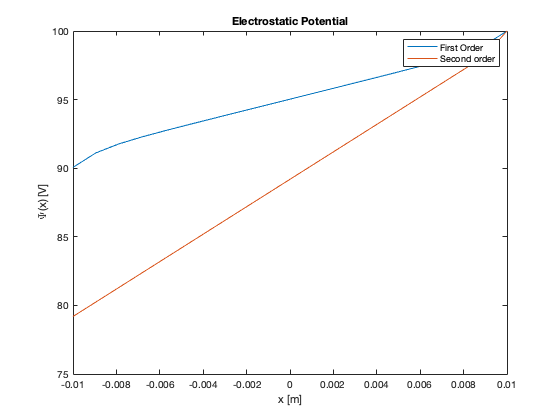 Electrostatic Potential
100
95
90
85
80
75
Ψ(x) [V]
First Order
Second order
-0.01 -0.008 -0.006 -0.004 -0.002 0 0.002 0.004 0.006 0.008 0.01
x [m]